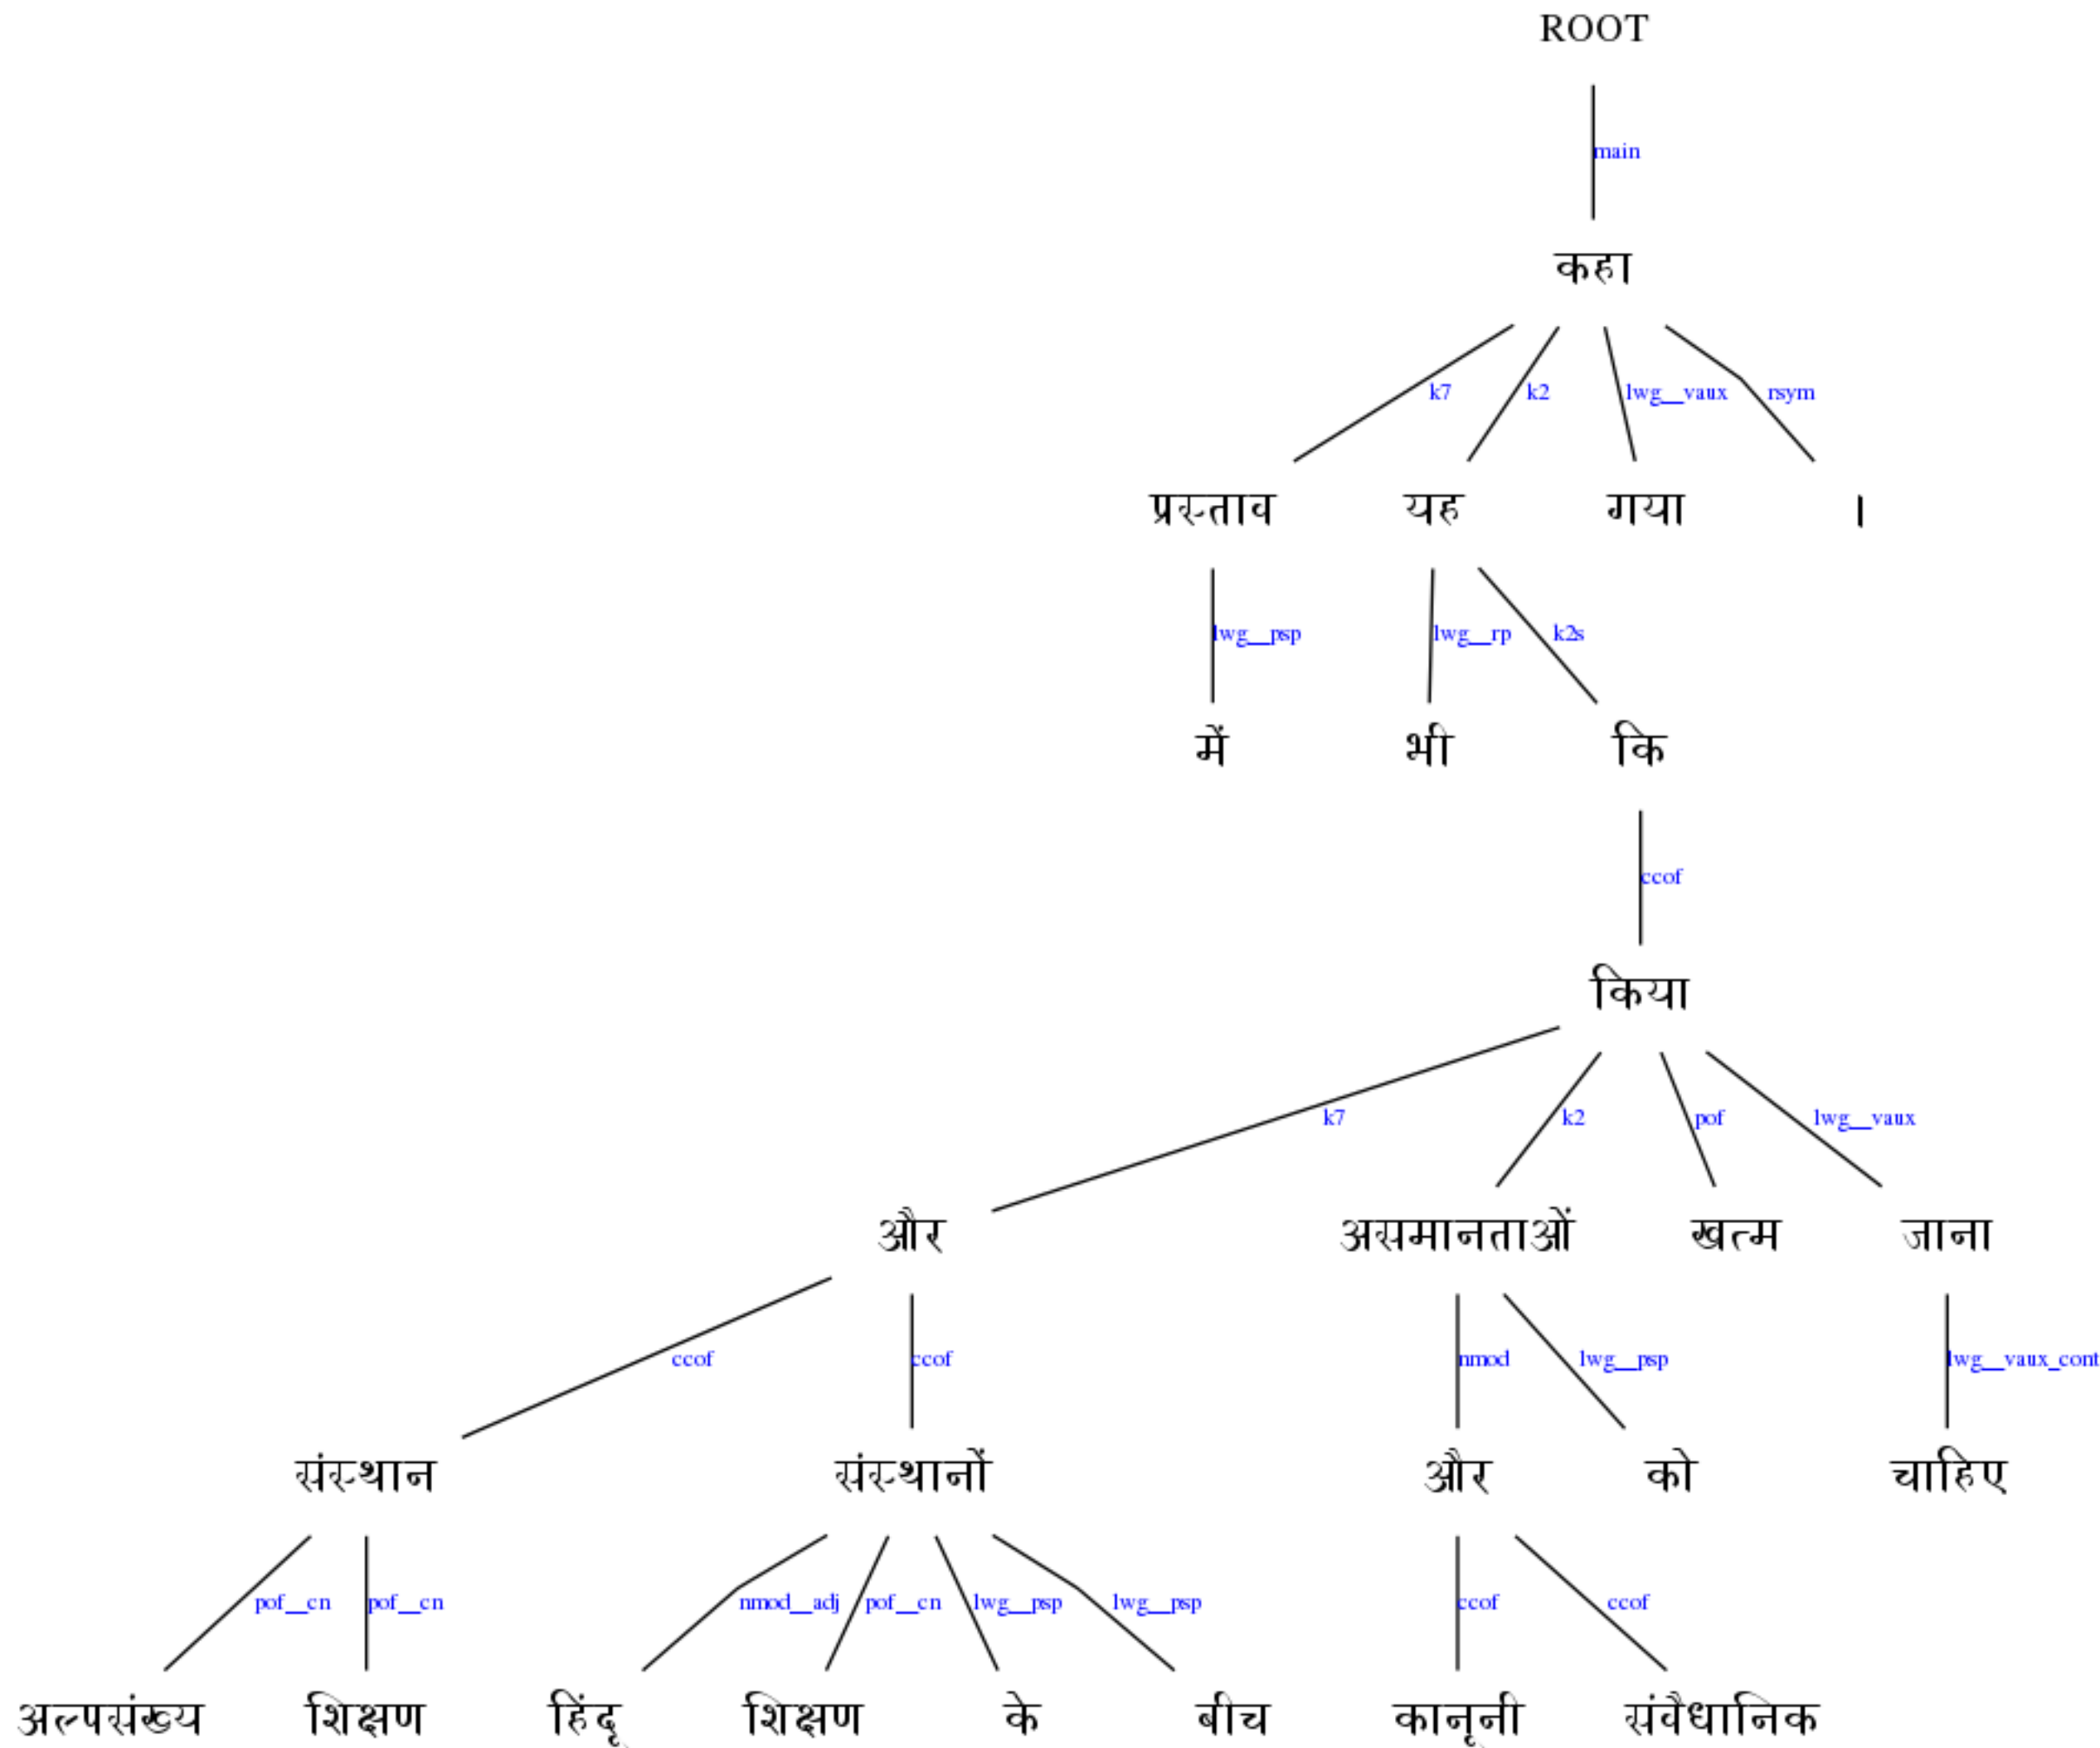 ROOT
main
कहा
k7 k2 lwg__vaux rsym
प्रस्ताव यह गया ।
lwg__psp lwg__rp k2s
में भी कि
ccof
किया
k7 k2 pof lwg__vaux
और असमानताओं खत्म जाना
ccof ccof nmod lwg__psp lwg__vaux_cont
संस्थान संस्थानों और को चाहिए
pof__cn pof__cn nmod__adj pof__cn lwg__psp lwg__psp ccof ccof
अल्पसंख्य शिक्षण हिंदू शिक्षण के बीच कानूनी संवैधानिक